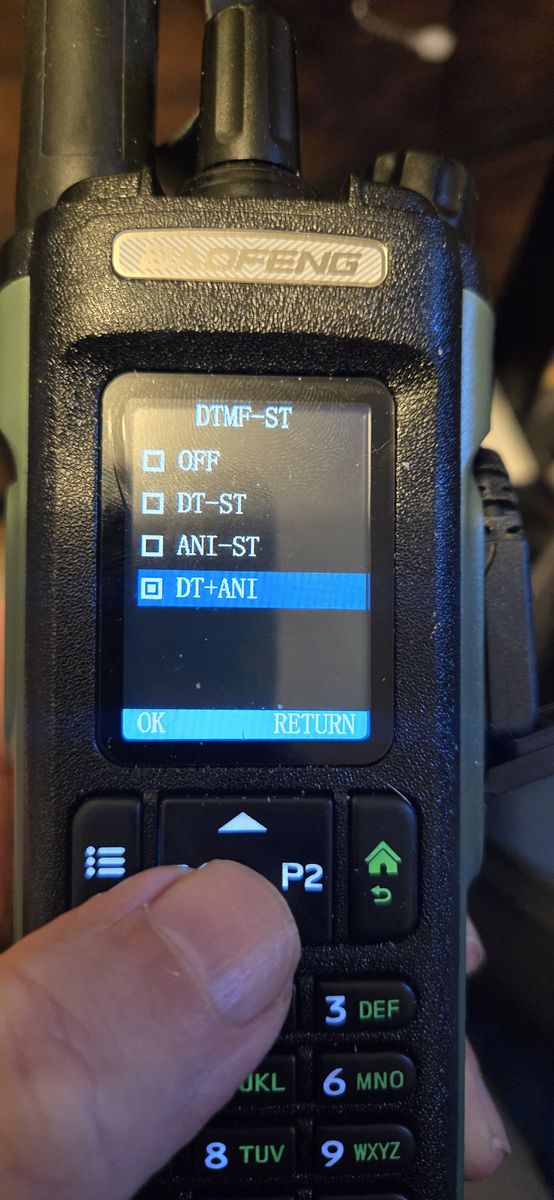 BAOFENG
DTMF-ST
OFF
DT-ST
ANI-ST
DT+ANI
OK RETURN
P2
3 DEF
JKL 6 MNO
8 TUV 9 WXYZ